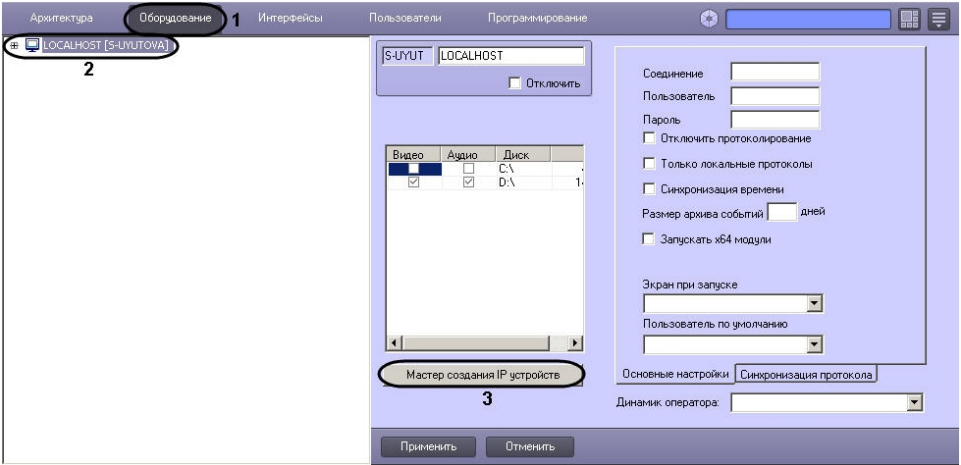 Архитектура Оборудование 1 Интерфейсы Пользователи Программирование
LOCALHOST [S-UYUTOVA]
2
S-UYUT LOCALHOST
Отключить
Видео Аудио Диск
C:\
D:\ 14
Мастер создания IP устройств
3
Соединение
Пользователь
Пароль
Отключить протоколирование
Только локальные протоколы
Синхронизация времени
Размер архива событий дней
Запускать x64 модули
Экран при запуске
Пользователь по умолчанию
Основные настройки Синхронизация протокола
Динамик оператора:
Применить Отменить